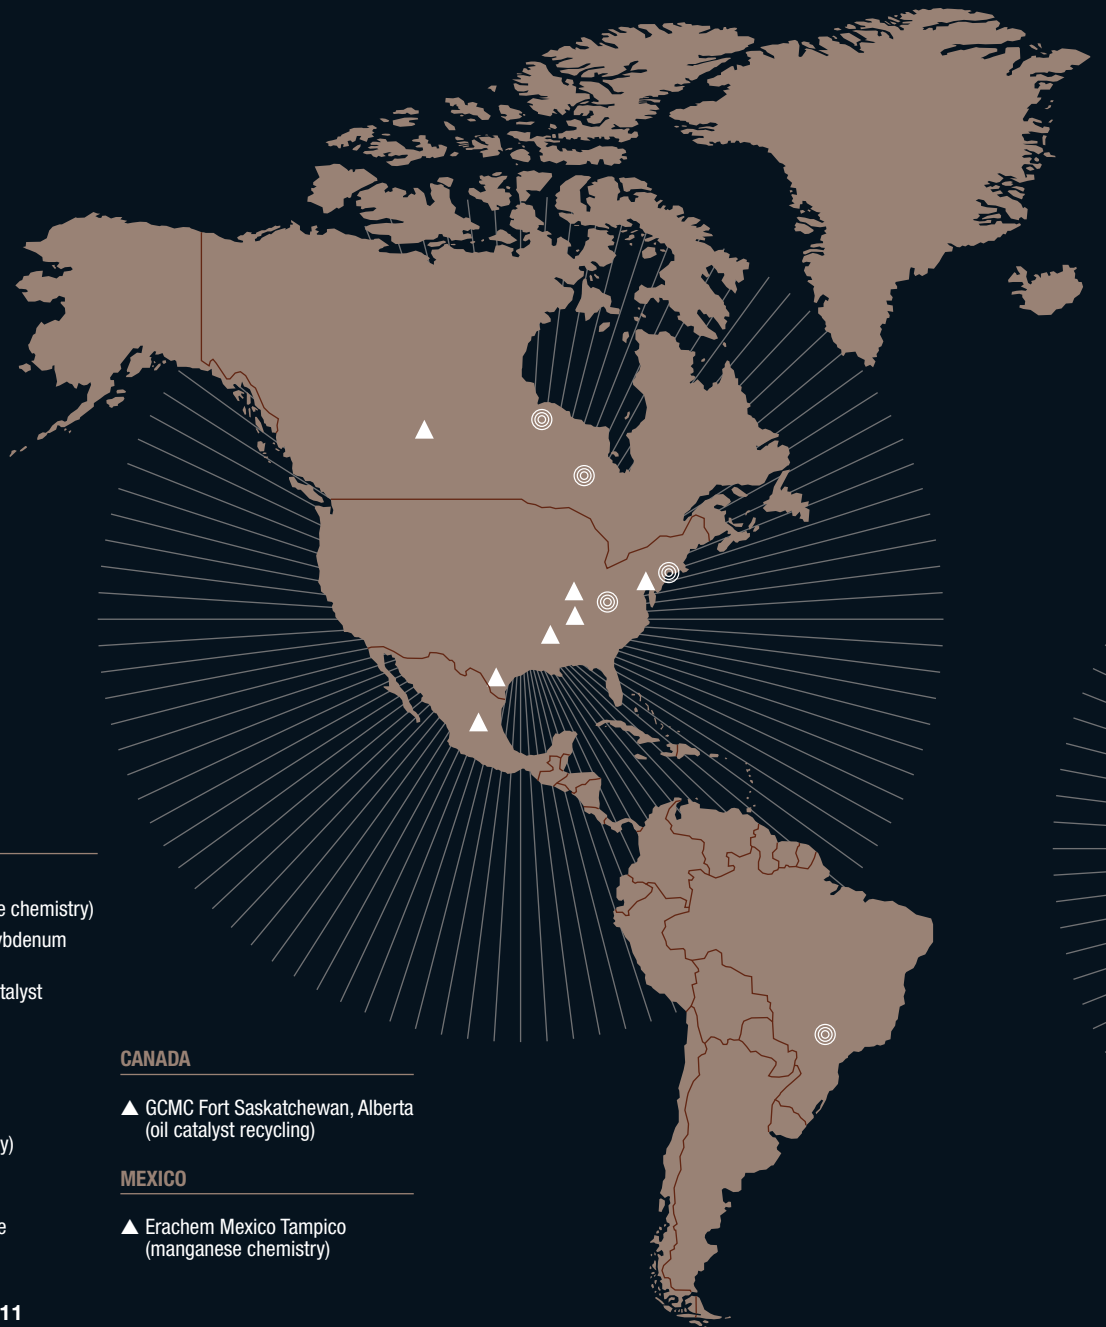 e chemistry)
ybdenum
talyst
y)
e
11
CANADA
▲ GCMC Fort Saskatchewan, Alberta
(oil catalyst recycling)
MEXICO
▲ Erachem Mexico Tampico
(manganese chemistry)